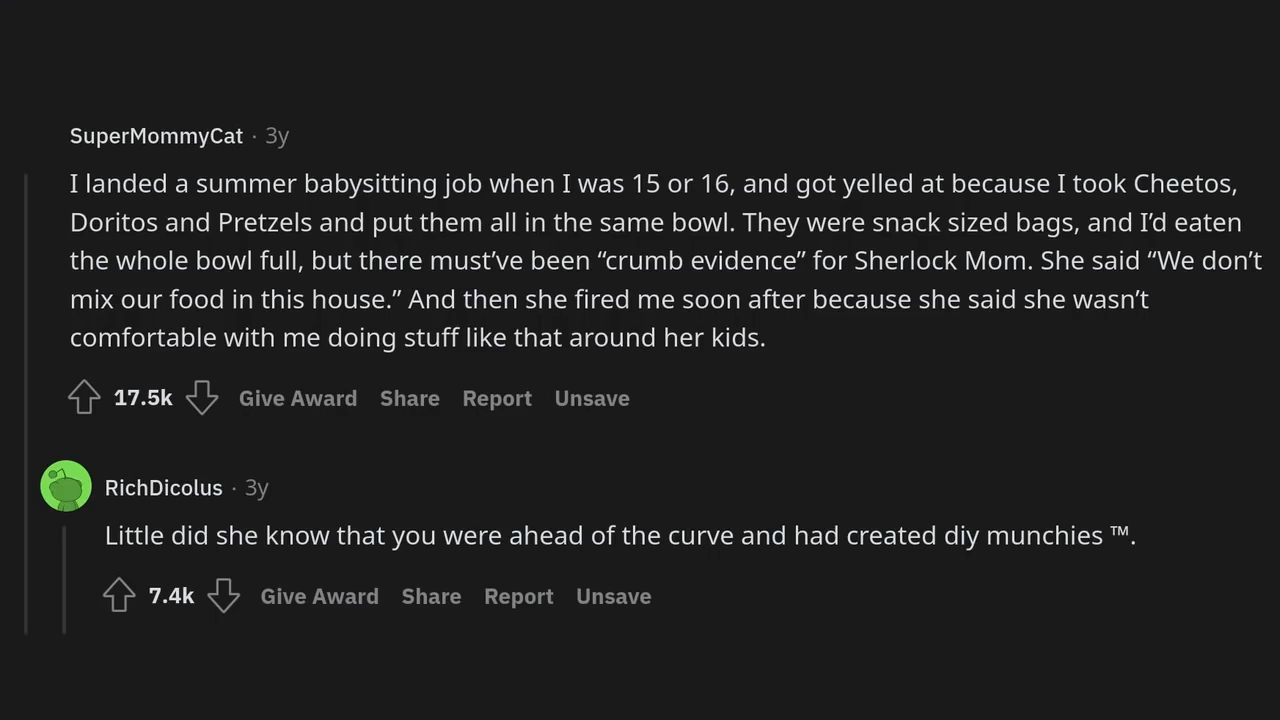 SuperMommyCat · 3y
I landed a summer babysitting job when I was 15 or 16, and got yelled at because I took Cheetos,
Doritos and Pretzels and put them all in the same bowl. They were snack sized bags, and I’d eaten
the whole bowl full, but there must’ve been “crumb evidence” for Sherlock Mom. She said “We don’t
mix our food in this house.” And then she fired me soon after because she said she wasn’t
comfortable with me doing stuff like that around her kids.
17.5k Give Award Share Report Unsave
RichDicolus · 3y
Little did she know that you were ahead of the curve and had created diy munchies ™.
7.4k Give Award Share Report Unsave